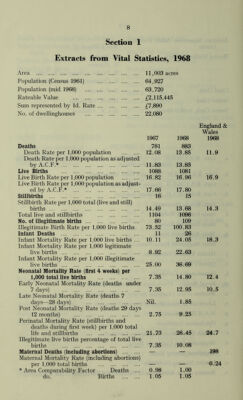 8
Section 1
Extracts from Vital Statistics, 1968
Area ... 11,003 acres
Population (Census 1961) ... 64,927
Population (mid 1968) ... 63,720
Rateable Value ... £2,115,445
Sum represented by 1d. Rate ... £7,890
No. of dwellinghouses ... 22,080
England &
Wales
1967 1968 1968
Deaths 761 883
Death Rate per 1,000 population ... 12.08 13.85 11.9
Death Rate per 1,000 population as adjusted
by A.C.F.* ... 11.83 13.85
Live Births 1088 1081
Live Birth Rate per 1,000 population ... 16.82 16.96 16.9
Live Birth Rate per 1,000 population as adjust-
ed by A.C.F.* ... 17.66 17.80
Stillbirths 16 15
Stillbirth Rate per 1,000 total (live and still)
births ... 14.49 13.68 14.3
Total live and stillbirths ... 1104 1096
No. of illegitimate births 80 109
Illegitimate Birth Rate per 1,000 live births ... 73.52 100.83
Infant Deaths 11 26
Infant Mortality Rate per 1,000 live births ... 10.11 24.05 18.3
Infant Mortality Rate per 1,000 legitimate
live births ... 8.92 22.63
Infant Mortality Rate per 1,000 illegitimate
live births ... 25.00 36.69
Neonatal Mortality Rate (first 4 weeks) per
1,000 total live births 7.35 14.80 12.4
Early Neonatal Mortality Rate (deaths under
7 days) ... 7.35 12.95 10.5
Late Neonatal Mortality Rate (deaths 7
days—28 days) ... Nil. 1.85
Post Neonatal Mortality Rate (deaths 29 days
12 months) ... 2.75 9.25
Perinatal Mortality Rate (stillbirths and
deaths during first week) per 1,000 total
life and stillbirths ... 21.73 26.45 24.7
Illegitimate live births percentage of total live
births ... 7.35 10.08
Maternal Deaths (including abortions) — — 198
Maternal Mortality Rate (including abortions)
per 1,000 total births ... — — 0.24
* Area Comparability Factor Deaths ... 0.98 1.00
do. Births ... 1.05 1.05